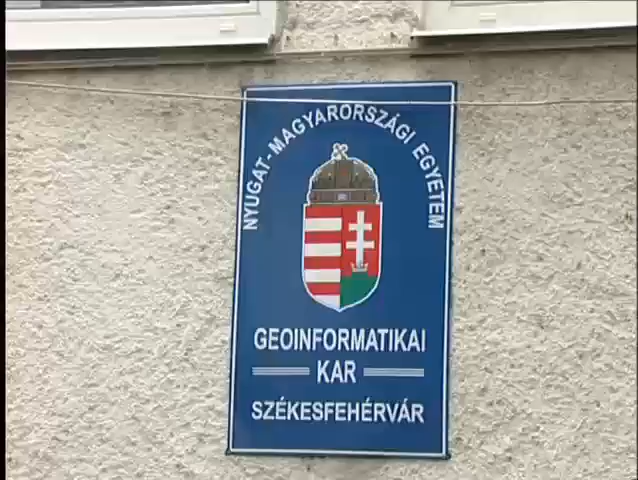 NYUGAT-MAGYARORSZÁGI EGYETEM
GEOINFORMATIKAI
KAR
SZÉKESFEHÉRVÁR